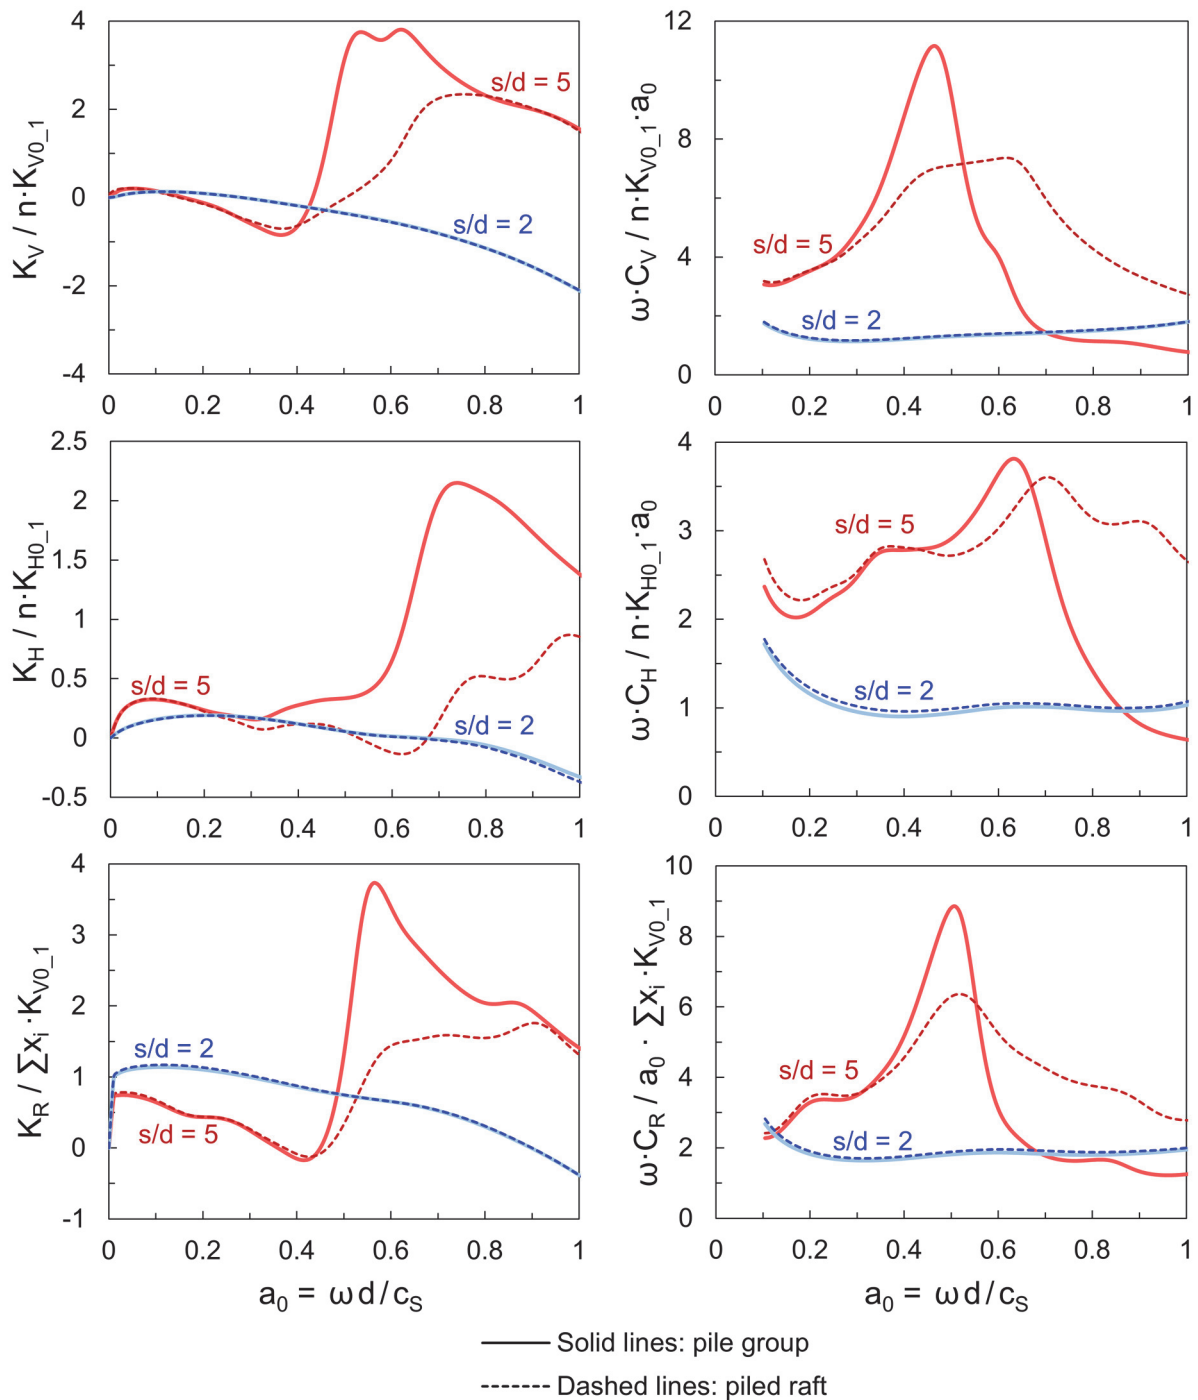 K_V / n·K_V0_1
4
2
0
-2
-4
s/d = 5
s/d = 2
0 0.2 0.4 0.6 0.8 1
ω·C_V / n·K_V0_1·a_0
12
8
4
0
s/d = 5
s/d = 2
0 0.2 0.4 0.6 0.8 1
K_H / n·K_H0_1
2.5
2
1.5
1
0.5
0
-0.5
s/d = 5
s/d = 2
0 0.2 0.4 0.6 0.8 1
ω·C_H / n·K_H0_1·a_0
4
3
2
1
0
s/d = 5
s/d = 2
0 0.2 0.4 0.6 0.8 1
K_R / Σx_i·K_V0_1
4
3
2
1
0
-1
s/d = 2
s/d = 5
0 0.2 0.4 0.6 0.8 1
a_0 = ωd/c_S
ω·C_R / a_0 · Σx_i·K_V0_1
10
8
6
4
2
0
s/d = 5
s/d = 2
0 0.2 0.4 0.6 0.8 1
a_0 = ωd/c_S
Solid lines: pile group
Dashed lines: piled raft